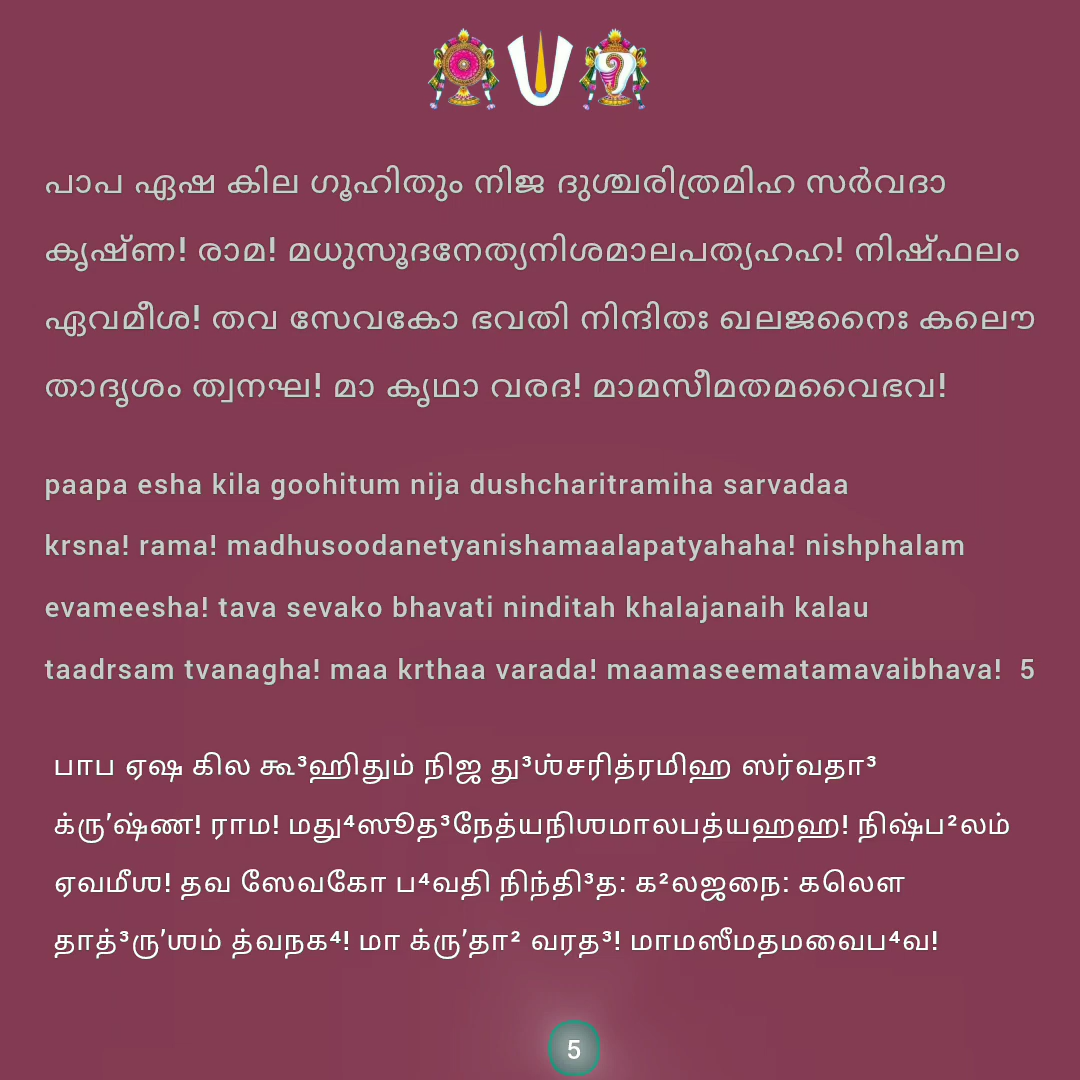 പാപ ഏഷ കില ഗൂഹിതും നിജ ദുശ്ചരിത്രമിഹ സർവദാ
കൃഷ്ണ! രാമ! മധുസൂദനേത്യനിശമാലപത്യഹഹ! നിഷ്ഫലം
ഏവമീശ! തവ സേവകോ ഭവതി നിന്ദിതഃ ഖലജനൈഃ കലൌ
താദൃശം ത്വനഘ! മാ കൃഥാ വരദ! മാമസീമതമവൈഭവ!
paapa esha kila goohitum nija dushcharitramiha sarvadaa
krsna! rama! madhusoodanetyanishamaalapatyahaha! nishphalam
evameesha! tava sevako bhavati ninditah khalajanaih kalau
taadrsam tvanagha! maa krthaa varada! maamaseematamavaibhava! 5
பாப ஏஷ கில கூ³ஹிதும் நிஜ து³ஶ்சரித்ரமிஹ ஸர்வதா³
க்ருʼஷ்ண! ராம! மது⁴ஸூத³நேத்யநிஶமாலபத்யஹஹ! நிஷ்ப²லம்
ஏவமீஶ! தவ ஸேவகோ ப⁴வதி நிந்தி³த: க²லஜநை: கலௌ
தாத்³ருʼஶம் த்வநக⁴! மா க்ருʼதா² வரத³! மாமஸீமதமவைப⁴வ!
5